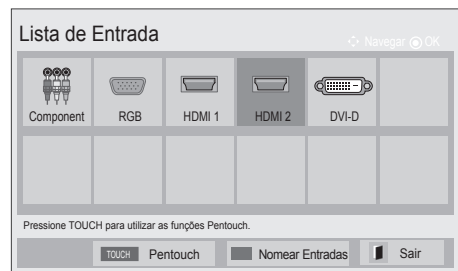 Lista de Entrada
Navegar OK
Component RGB HDMI 1 HDMI 2 DVI-D
Pressione TOUCH para utilizar as funções Pentouch.
TOUCH Pentouch Nomear Entradas Sair